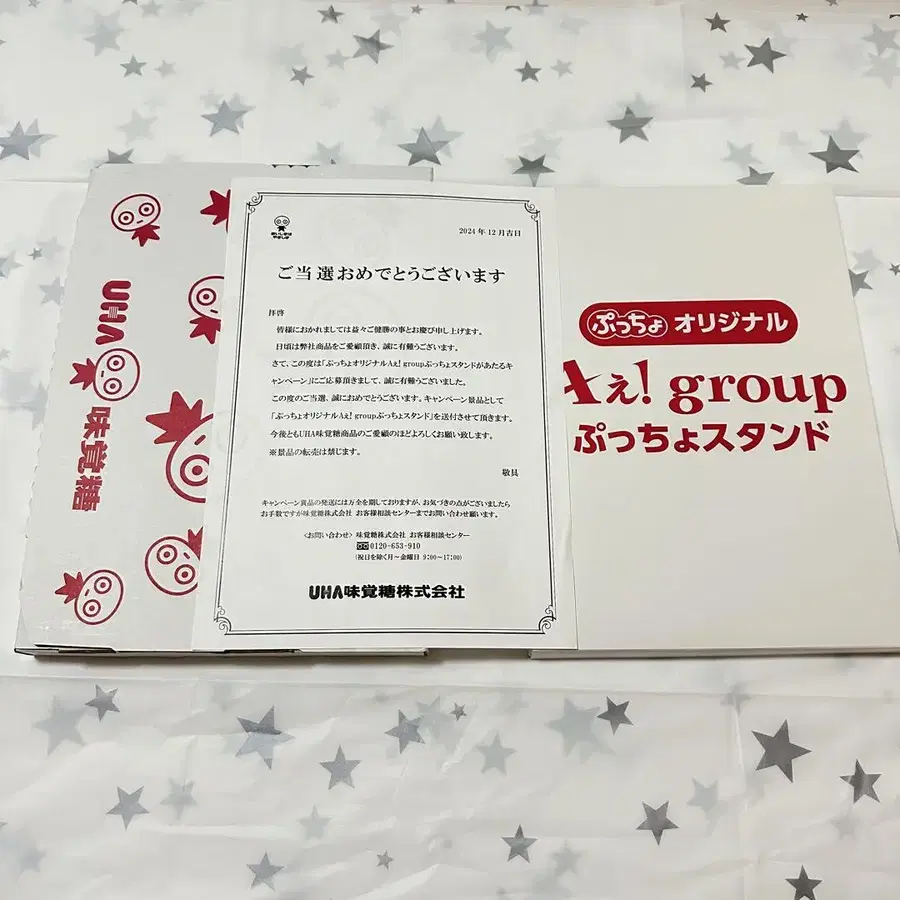 UHA味覚糖
おいしさは
やさしさ
2024年12月吉日
ご当選おめでとうございます
拝啓
皆様におかれましては益々ご健勝の事とお慶び申し上げます。
日頃は弊社商品をご愛顧頂き、誠に有難うございます。
さて、この度は「ぷっちょオリジナルAぇ! groupぷっちょスタンドがあたるキ
ャンペーン」にご応募頂きまして、誠に有難うございました。
この度のご当選、誠におめでとうございます。キャンペーン景品として
「ぷっちょオリジナルAぇ! groupぷっちょスタンド」を送付させて頂きます。
今後ともUHA味覚糖商品のご愛顧のほどよろしくお願い致します。
※景品の転売は禁じます。
敬具
キャンペーン賞品の発送には万全を期しておりますが、お気づきの点がございましたら
お手数ですが味覚糖株式会社 お客様相談センターまでお問い合わせ願います。
<お問い合わせ> 味覚糖株式会社 お客様相談センター
0120-653-910
(祝日を除く月~金曜日 9:00~17:00)
UHA味覚糖株式会社
ぷっちょ オリジナル
Aぇ! group
ぷっちょスタンド